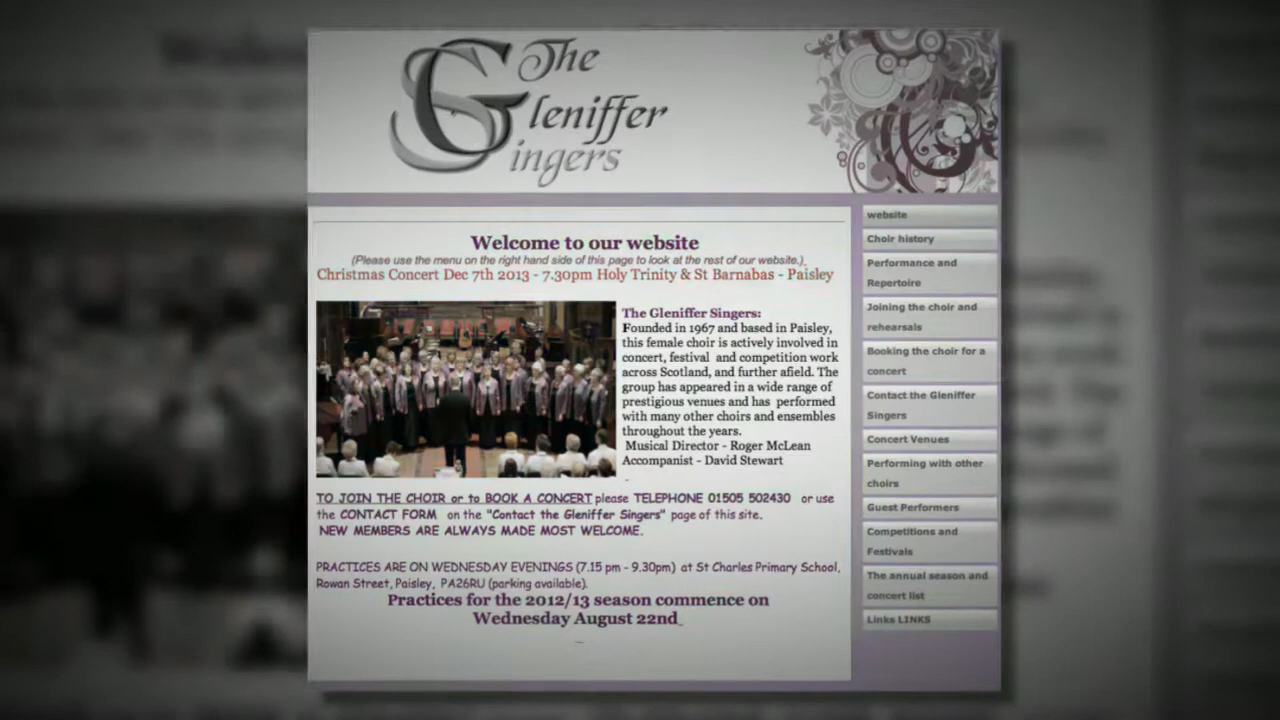 The
Gleniffer
Singers
Welcome to our website
(Please use the menu on the right hand side of this page to look at the rest of our website.)
Christmas Concert Dec 7th 2013 - 7.30pm Holy Trinity & St Barnabas - Paisley
The Gleniffer Singers:
Founded in 1967 and based in Paisley,
this female choir is actively involved in
concert, festival and competition work
across Scotland, and further afield. The
group has appeared in a wide range of
prestigious venues and has performed
with many other choirs and ensembles
throughout the years.
Musical Director - Roger McLean
Accompanist - David Stewart
TO JOIN THE CHOIR or to BOOK A CONCERT please TELEPHONE 01505 502430 or use
the CONTACT FORM on the "Contact the Gleniffer Singers" page of this site.
NEW MEMBERS ARE ALWAYS MADE MOST WELCOME.
PRACTICES ARE ON WEDNESDAY EVENINGS (7.15 pm - 9.30pm) at St Charles Primary School,
Rowan Street, Paisley, PA26RU (parking available).
Practices for the 2012/13 season commence on
Wednesday August 22nd
website
Choir history
Performance and
Repertoire
Joining the choir and
rehearsals
Booking the choir for a
concert
Contact the Gleniffer
Singers
Concert Venues
Performing with other
choirs
Guest Performers
Competitions and
Festivals
The annual season and
concert list
Links LINKS